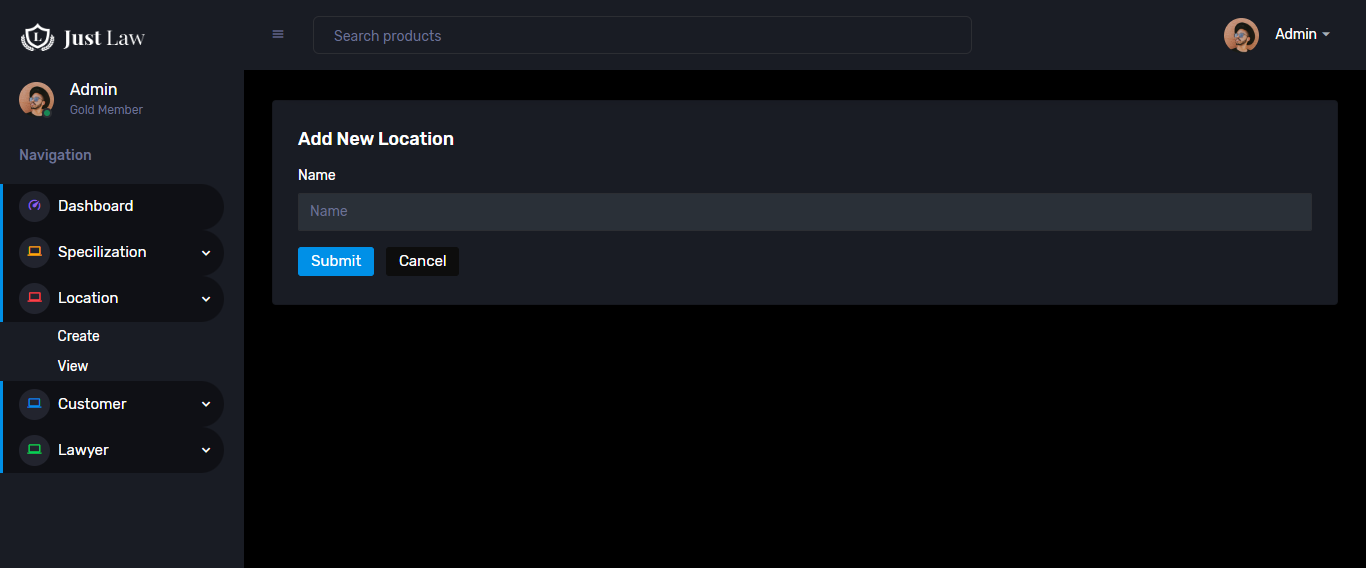 L
Just Law
Search products
Admin
Admin
Gold Member
Navigation
Dashboard
Specilization
Location
Create
View
Customer
Lawyer
Add New Location
Name
Name
Submit
Cancel